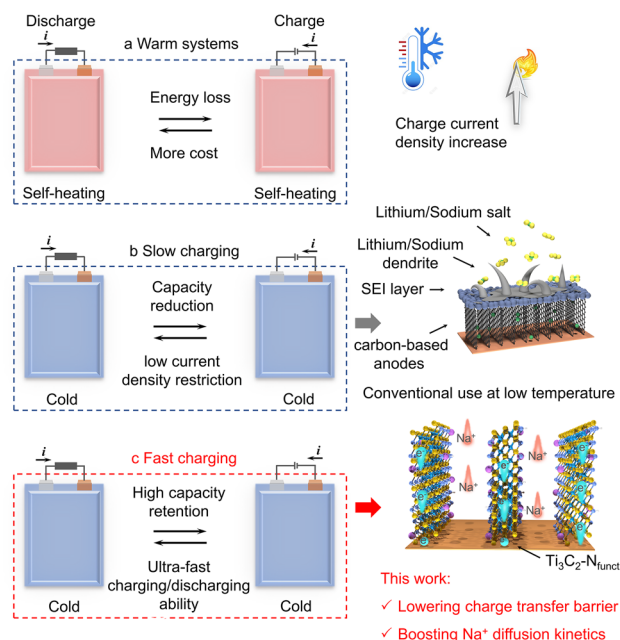 Discharge
Charge
i
i
a Warm systems
Energy loss
More cost
Self-heating
Self-heating
Charge current
density increase
i
i
b Slow charging
Capacity
reduction
low current
density restriction
Cold
Cold
Lithium/Sodium salt
Lithium/Sodium
dendrite
SEI layer
carbon-based
anodes
Conventional use at low temperature
i
i
c Fast charging
High capacity
retention
Ultra-fast
charging/discharging
ability
Cold
Cold
Na⁺
Na⁺
Na⁺
Na⁺
e⁻
e⁻
e⁻
e⁻
e⁻
e⁻
Ti₃C₂-N_funct
This work:
✓ Lowering charge transfer barrier
✓ Boosting Na⁺ diffusion kinetics